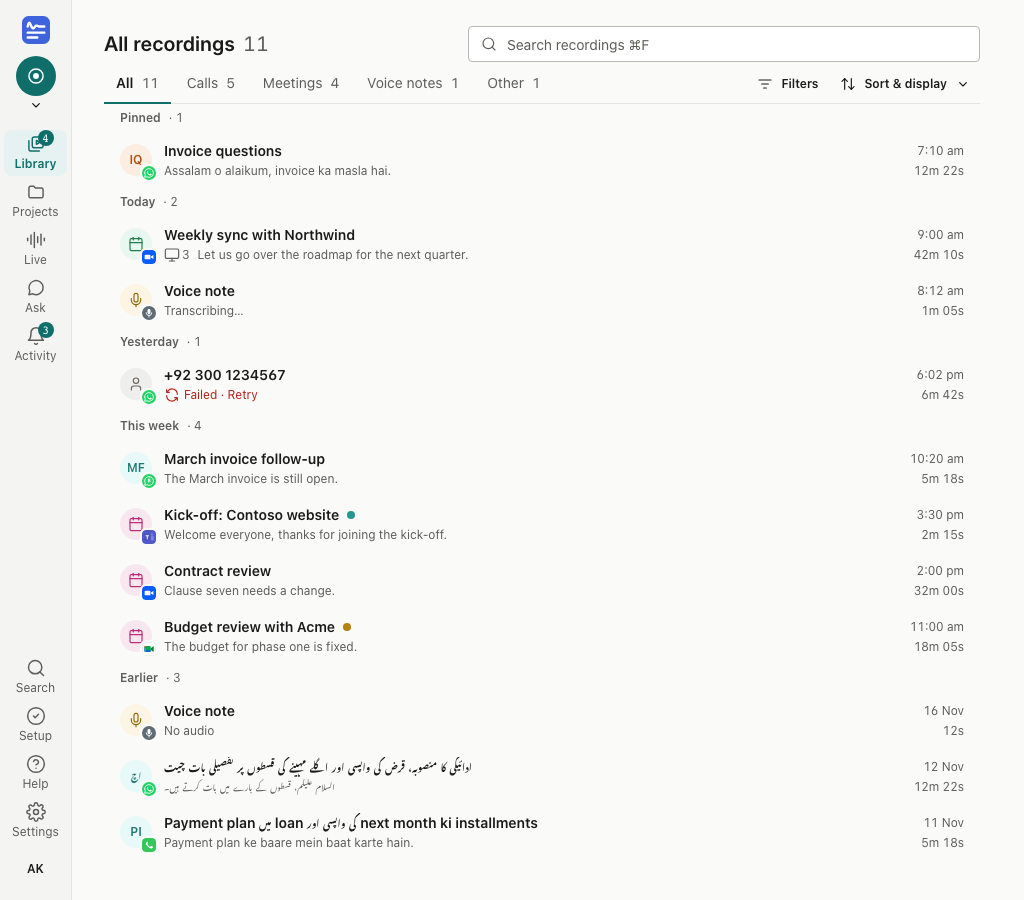 All recordings 11
Search recordings ⌘F
All 11 Calls 5 Meetings 4 Voice notes 1 Other 1
Filters Sort & display
4
Library
Projects
Live
Ask
3
Activity
Search
Setup
Help
Settings
AK
Pinned · 1
IQ
Invoice questions 7:10 am
Assalam o alaikum, invoice ka masla hai. 12m 22s
Today · 2
Weekly sync with Northwind 9:00 am
3 Let us go over the roadmap for the next quarter. 42m 10s
Voice note 8:12 am
Transcribing... 1m 05s
Yesterday · 1
+92 300 1234567 6:02 pm
Failed · Retry 6m 42s
This week · 4
MF
March invoice follow-up 10:20 am
The March invoice is still open. 5m 18s
Kick-off: Contoso website 3:30 pm
Welcome everyone, thanks for joining the kick-off. 2m 15s
Contract review 2:00 pm
Clause seven needs a change. 32m 00s
Budget review with Acme 11:00 am
The budget for phase one is fixed. 18m 05s
Earlier · 3
Voice note 16 Nov
No audio 12s
اچ
ادائیگی کا منصوبہ، قرض کی واپسی اور اگلے مہینے کی قسطوں پر تفصیلی بات چیت 12 Nov
السلام علیکم، قسطوں کے بارے میں بات کرتے ہیں۔ 12m 22s
PI
Payment plan میں loan کی واپسی اور next month ki installments 11 Nov
Payment plan ke baare mein baat karte hain. 5m 18s